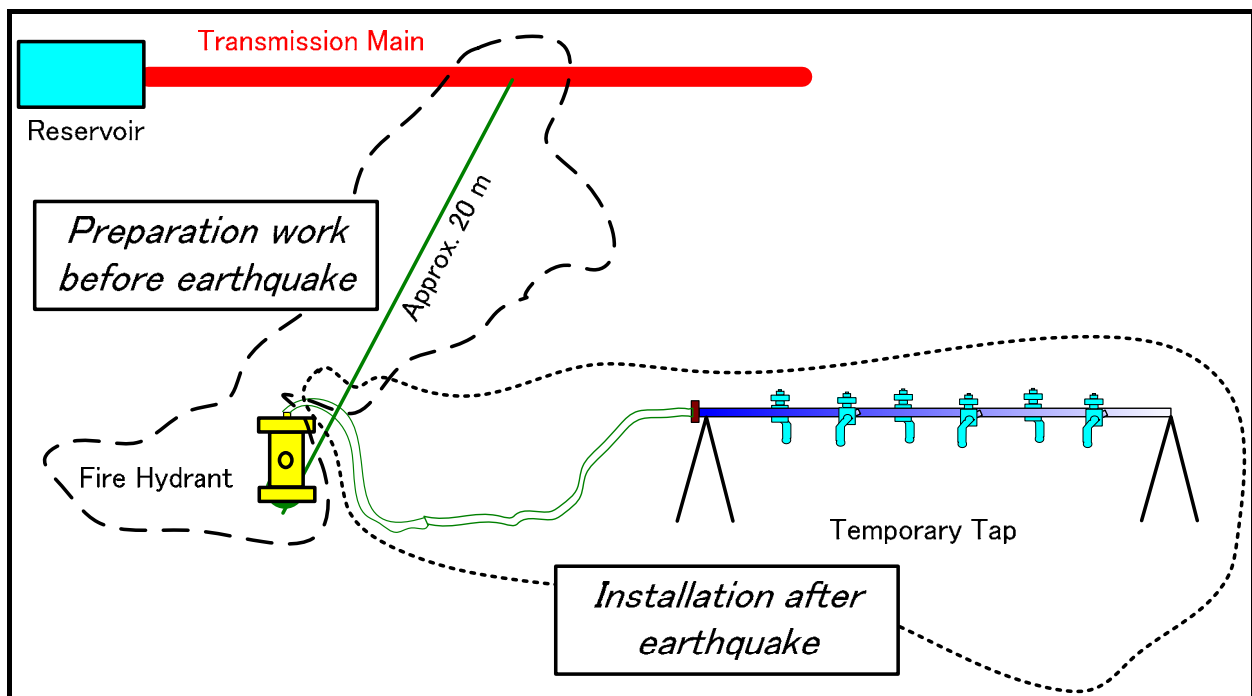 Transmission Main
Reservoir
Preparation work
before earthquake
Approx. 20 m
Fire Hydrant
Temporary Tap
Installation after
earthquake